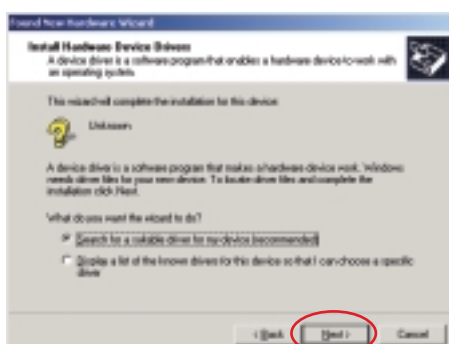 Found New Hardware Wizard
Install Hardware Device Drivers
A device driver is a software program that enables a hardware device to work with
an operating system.
This wizard will complete the installation for this device:
Unknown
A device driver is a software program that makes a hardware device work. Windows
needs driver files for your new device. To locate driver files and complete the
installation click Next.
What do you want the wizard to do?
Search for a suitable driver for my device (recommended)
Display a list of the known drivers for this device so that I can choose a specific
driver
< Back
Next >
Cancel